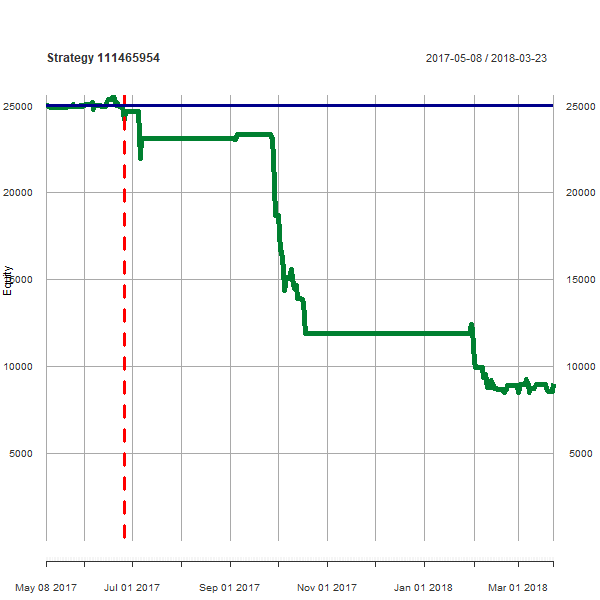 Strategy 111465954
2017-05-08 / 2018-03-23
25000 25000
20000 20000
Equity
15000 15000
10000 10000
5000 5000
May 08 2017 Jul 01 2017 Sep 01 2017 Nov 01 2017 Jan 01 2018 Mar 01 2018